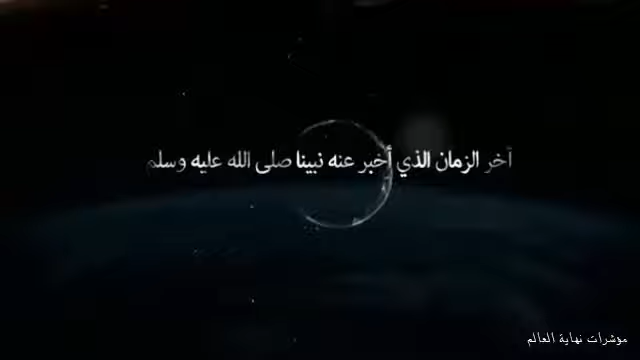 آخر الزمان الذي أخبر عنه نبينا صلى الله عليه وسلم
مؤشرات نهاية العالم